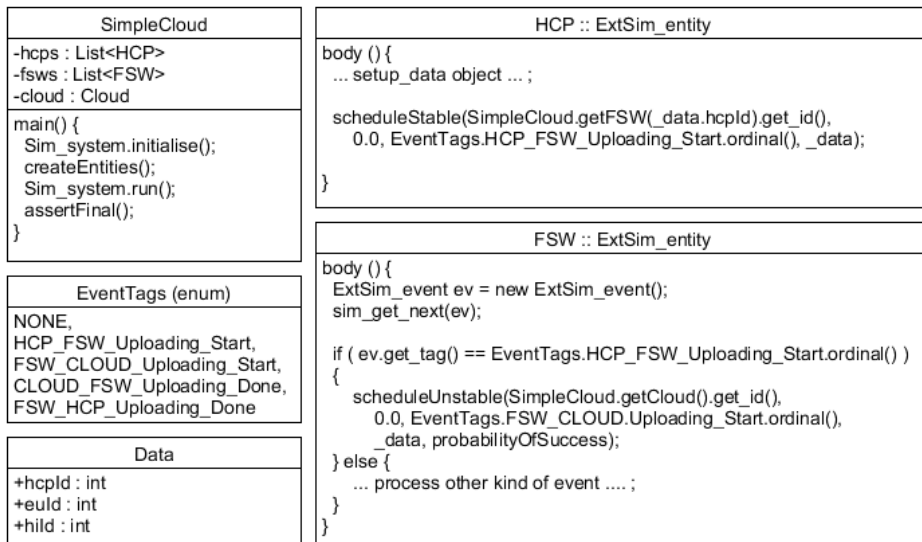 SimpleCloud
-hcps : List<HCP>
-fsws : List<FSW>
-cloud : Cloud
main() {
Sim_system.initialise();
createEntities();
Sim_system.run();
assertFinal();
}
EventTags (enum)
NONE,
HCP_FSW_Uploading_Start,
FSW_CLOUD_Uploading_Start,
CLOUD_FSW_Uploading_Done,
FSW_HCP_Uploading_Done
Data
+hcpId : int
+euId : int
+hiId : int
HCP :: ExtSim_entity
body () {
... setup_data object ... ;
scheduleStable(SimpleCloud.getFSW(_data.hcpId).get_id(),
0.0, EventTags.HCP_FSW_Uploading_Start.ordinal(), _data);
}
FSW :: ExtSim_entity
body () {
ExtSim_event ev = new ExtSim_event();
sim_get_next(ev);
if ( ev.get_tag() == EventTags.HCP_FSW_Uploading_Start.ordinal() )
{
scheduleUnstable(SimpleCloud.getCloud().get_id(),
0.0, EventTags.FSW_CLOUD.Uploading_Start.ordinal(),
_data, probabilityOfSuccess);
} else {
... process other kind of event .... ;
}
}